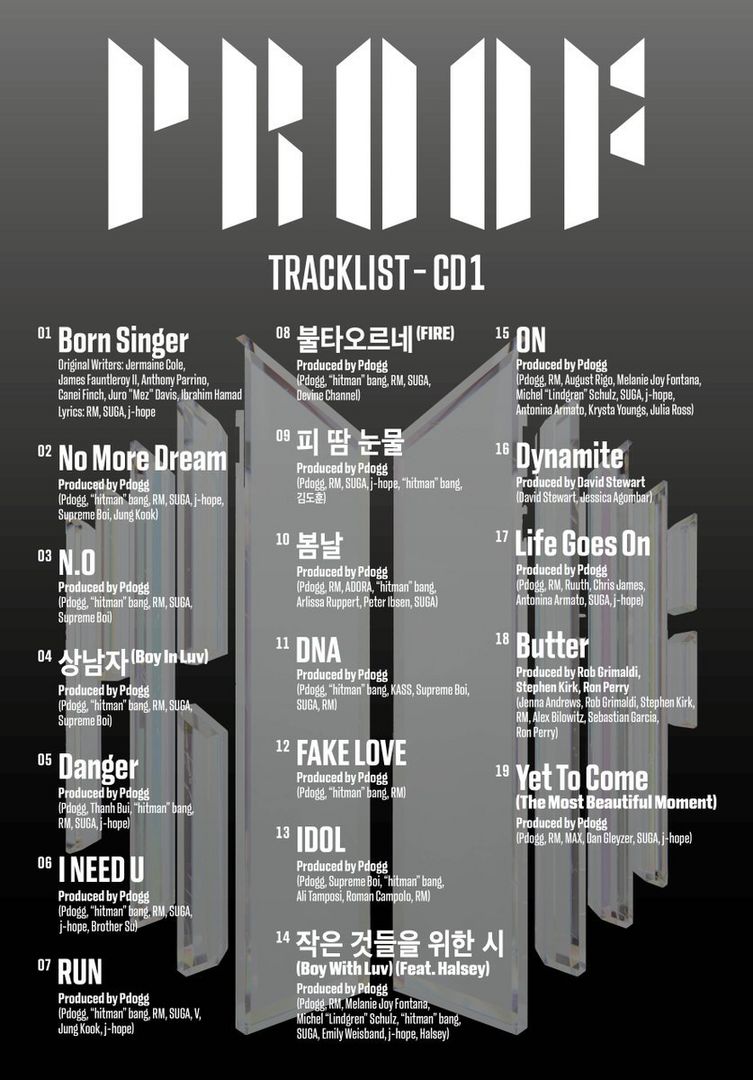 PROOF
TRACKLIST - CD1
01 Born Singer
Original Writers: Jermaine Cole,
James Fauntleroy II, Anthony Parrino,
Canei Finch, Juro "Mez" Davis, Ibrahim Hamad
Lyrics: RM, SUGA, j-hope
02 No More Dream
Produced by Pdogg
(Pdogg, "hitman" bang, RM, SUGA, j-hope,
Supreme Boi, Jung Kook)
03 N.O
Produced by Pdogg
(Pdogg, "hitman" bang, RM, SUGA,
Supreme Boi)
04 상남자 (Boy In Luv)
Produced by Pdogg
(Pdogg, "hitman" bang, RM, SUGA,
Supreme Boi)
05 Danger
Produced by Pdogg
(Pdogg, Thanh Bui, "hitman" bang,
RM, SUGA, j-hope)
06 I NEED U
Produced by Pdogg
(Pdogg, "hitman" bang, RM, SUGA,
j-hope, Brother Su)
07 RUN
Produced by Pdogg
(Pdogg, "hitman" bang, RM, SUGA, V,
Jung Kook, j-hope)
08 불타오르네 (FIRE)
Produced by Pdogg
(Pdogg, "hitman" bang, RM, SUGA,
Devine Channel)
09 피 땀 눈물
Produced by Pdogg
(Pdogg, RM, SUGA, j-hope, "hitman" bang,
김도훈)
10 봄날
Produced by Pdogg
(Pdogg, RM, ADORA, "hitman" bang,
Arlissa Ruppert, Peter Ibsen, SUGA)
11 DNA
Produced by Pdogg
(Pdogg, "hitman" bang, KASS, Supreme Boi,
SUGA, RM)
12 FAKE LOVE
Produced by Pdogg
(Pdogg, "hitman" bang, RM)
13 IDOL
Produced by Pdogg
(Pdogg, Supreme Boi, "hitman" bang,
Ali Tamposi, Roman Campolo, RM)
14 작은 것들을 위한 시
(Boy With Luv) (Feat. Halsey)
Produced by Pdogg
(Pdogg, RM, Melanie Joy Fontana,
Michel "Lindgren" Schulz, "hitman" bang,
SUGA, Emily Weisband, j-hope, Halsey)
15 ON
Produced by Pdogg
(Pdogg, RM, August Rigo, Melanie Joy Fontana,
Michel "Lindgren" Schulz, SUGA, j-hope,
Antonina Armato, Krysta Youngs, Julia Ross)
16 Dynamite
Produced by David Stewart
(David Stewart, Jessica Agombar)
17 Life Goes On
Produced by Pdogg
(Pdogg, RM, Ruuth, Chris James,
Antonina Armato, SUGA, j-hope)
18 Butter
Produced by Rob Grimaldi,
Stephen Kirk, Ron Perry
(Jenna Andrews, Rob Grimaldi, Stephen Kirk,
RM, Alex Bilowitz, Sebastian Garcia,
Ron Perry)
19 Yet To Come
(The Most Beautiful Moment)
Produced by Pdogg
(Pdogg, RM, MAX, Dan Gleyzer, SUGA, j-hope)